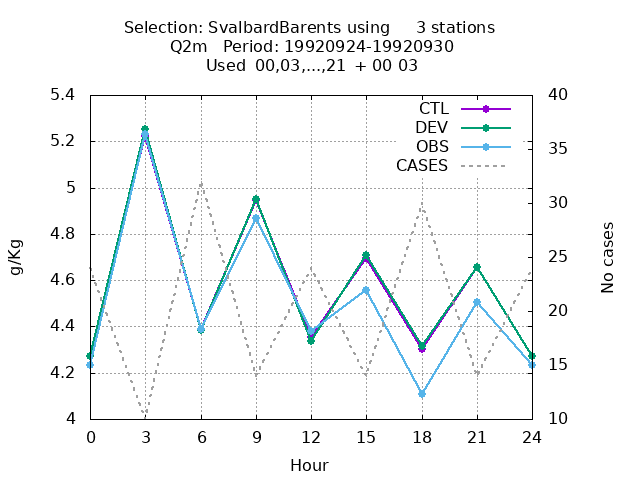 Selection: SvalbardBarents using     3 stations
Q2m   Period: 19920924-19920930
Used  00,03,...,21  + 00 03
5.4
5.2
5
4.8
4.6
4.4
4.2
4
g/Kg
40
35
30
25
20
15
10
No cases
CTL
DEV
OBS
CASES
0 3 6 9 12 15 18 21 24
Hour